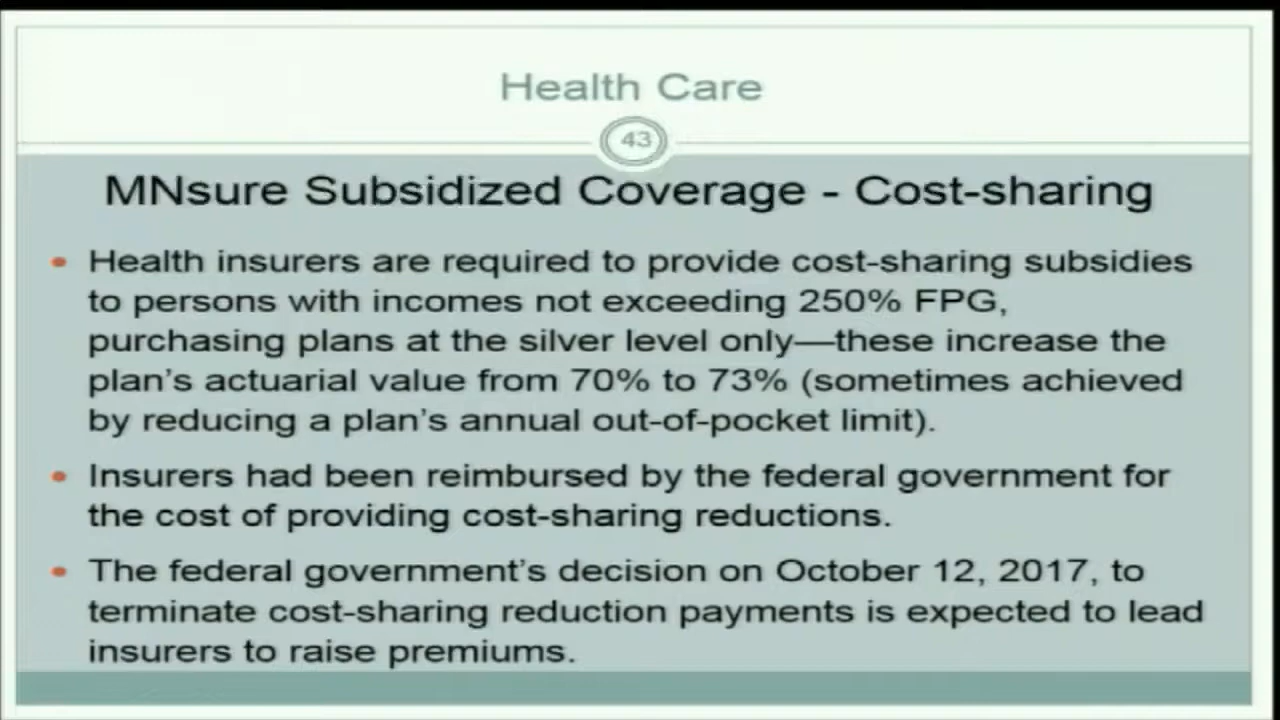 Health Care
43
MNsure Subsidized Coverage - Cost-sharing
• Health insurers are required to provide cost-sharing subsidies
to persons with incomes not exceeding 250% FPG,
purchasing plans at the silver level only—these increase the
plan's actuarial value from 70% to 73% (sometimes achieved
by reducing a plan's annual out-of-pocket limit).
• Insurers had been reimbursed by the federal government for
the cost of providing cost-sharing reductions.
• The federal government's decision on October 12, 2017, to
terminate cost-sharing reduction payments is expected to lead
insurers to raise premiums.